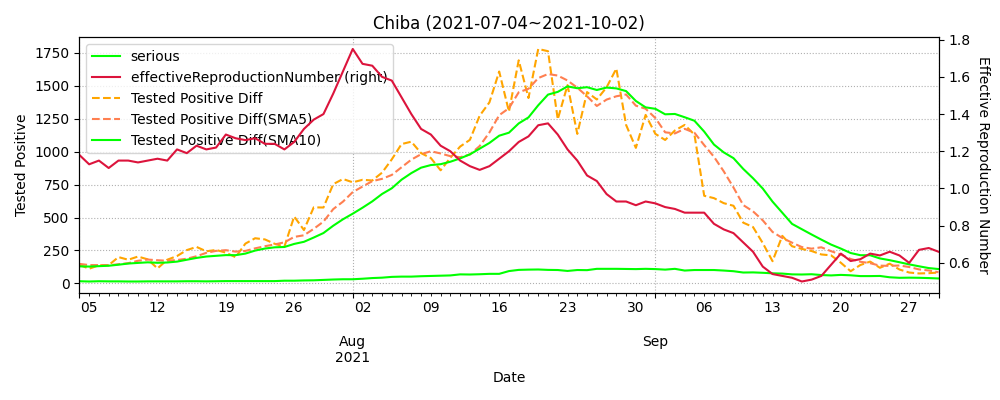 Chiba (2021-07-04~2021-10-02)
serious
effectiveReproductionNumber (right)
Tested Positive Diff
Tested Positive Diff(SMA5)
Tested Positive Diff(SMA10)
Tested Positive
1750
1500
1250
1000
750
500
250
0
1.8
1.6
1.4
1.2
1.0
0.8
0.6
Effective Reproduction Number
05 12 19 26 02 09 16 23 30 06 13 20 27
Aug Sep
2021
Date